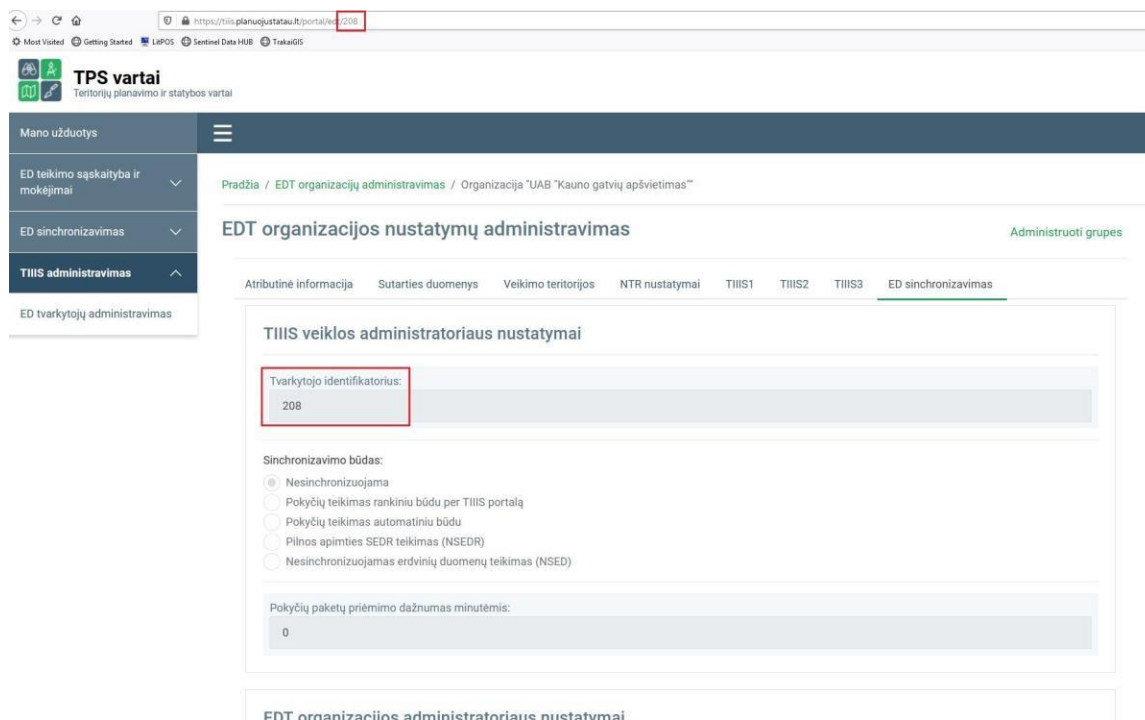 https://tiiis.planuojustatau.lt/portal/edt/208
Most Visited Getting Started LitPOS Sentinel Data HUB TrakaiGIS
TPS vartai
Teritorijų planavimo ir statybos vartai
Mano užduotys
ED teikimo sąskaityba ir
mokėjimai
ED sinchronizavimas
TIIIS administravimas
ED tvarkytojų administravimas
Pradžia / EDT organizacijų administravimas / Organizacija "UAB "Kauno gatvių apšvietimas""
EDT organizacijos nustatymų administravimas
Administruoti grupes
Atributinė informacija Sutarties duomenys Veikimo teritorijos NTR nustatymai TIIIS1 TIIIS2 TIIIS3 ED sinchronizavimas
TIIIS veiklos administratoriaus nustatymai
Tvarkytojo identifikatorius:
208
Sinchronizavimo būdas:
Nesinchronizuojama
Pokyčių teikimas rankiniu būdu per TIIIS portalą
Pokyčių teikimas automatiniu būdu
Pilnos apimties SEDR teikimas (NSEDR)
Nesinchronizuojamas erdvinių duomenų teikimas (NSED)
Pokyčių paketų priėmimo dažnumas minutėmis:
0
EDT organizacijos administratoriaus nustatymai